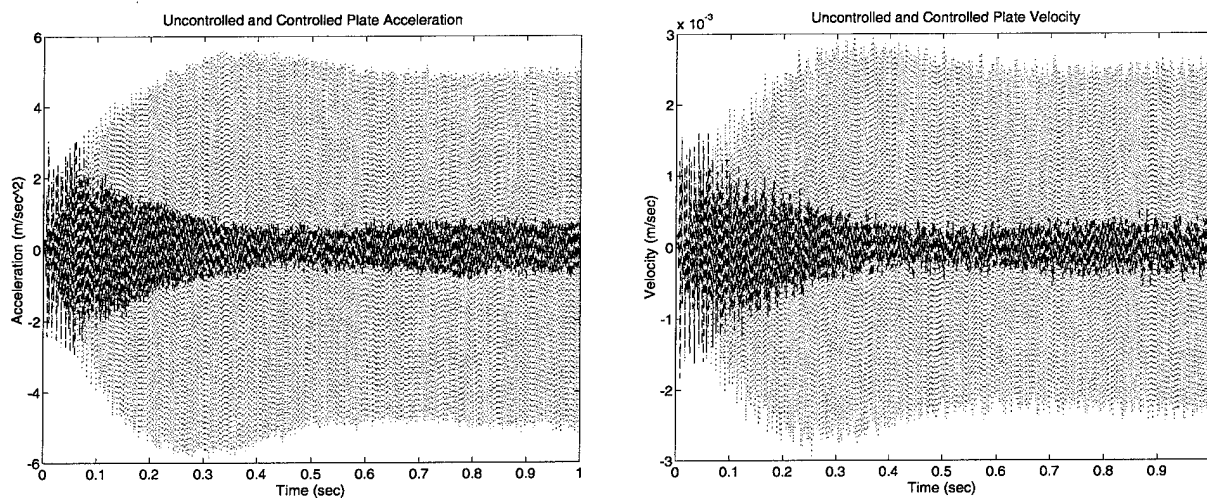 Uncontrolled and Controlled Plate Acceleration
6
4
2
0
-2
-4
-6
Acceleration (m/sec^2)
0 0.1 0.2 0.3 0.4 0.5 0.6 0.7 0.8 0.9 1
Time (sec)
Uncontrolled and Controlled Plate Velocity
x 10^-3
3
2
1
0
-1
-2
-3
Velocity (m/sec)
0 0.1 0.2 0.3 0.4 0.5 0.6 0.7 0.8 0.9
Time (sec)